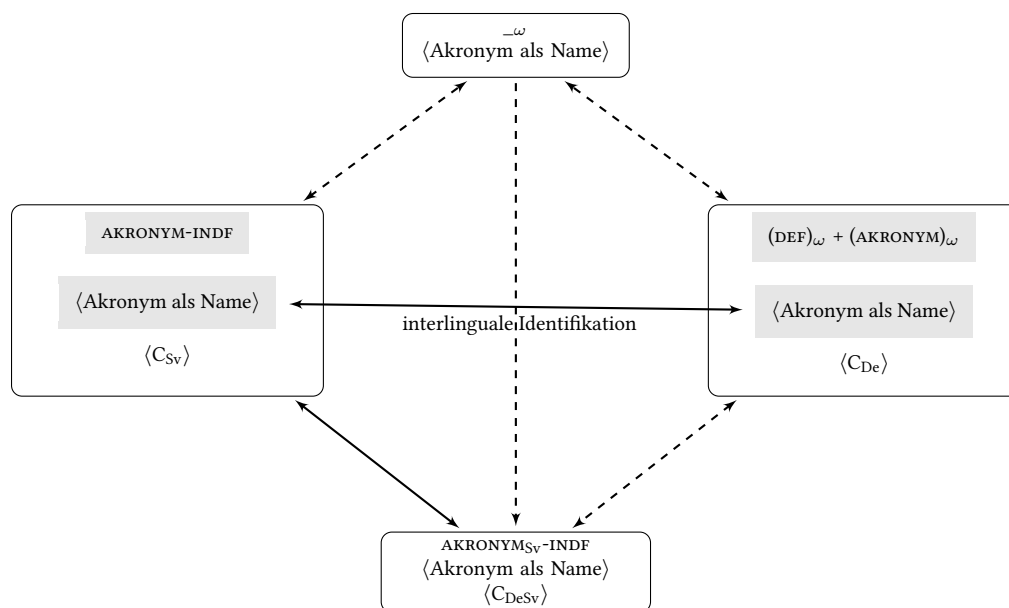 _ω
⟨Akronym als Name⟩
AKRONYM-INDF
⟨Akronym als Name⟩
⟨C_Sv⟩
(DEF)_ω + (AKRONYM)_ω
⟨Akronym als Name⟩
⟨C_De⟩
interlinguale Identifikation
AKRONYM_Sv-INDF
⟨Akronym als Name⟩
⟨C_DeSv⟩